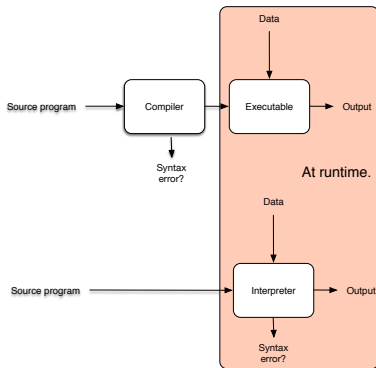 Data
Source program
Compiler
Executable
Output
Syntax
error?
At runtime.
Data
Source program
Interpreter
Output
Syntax
error?